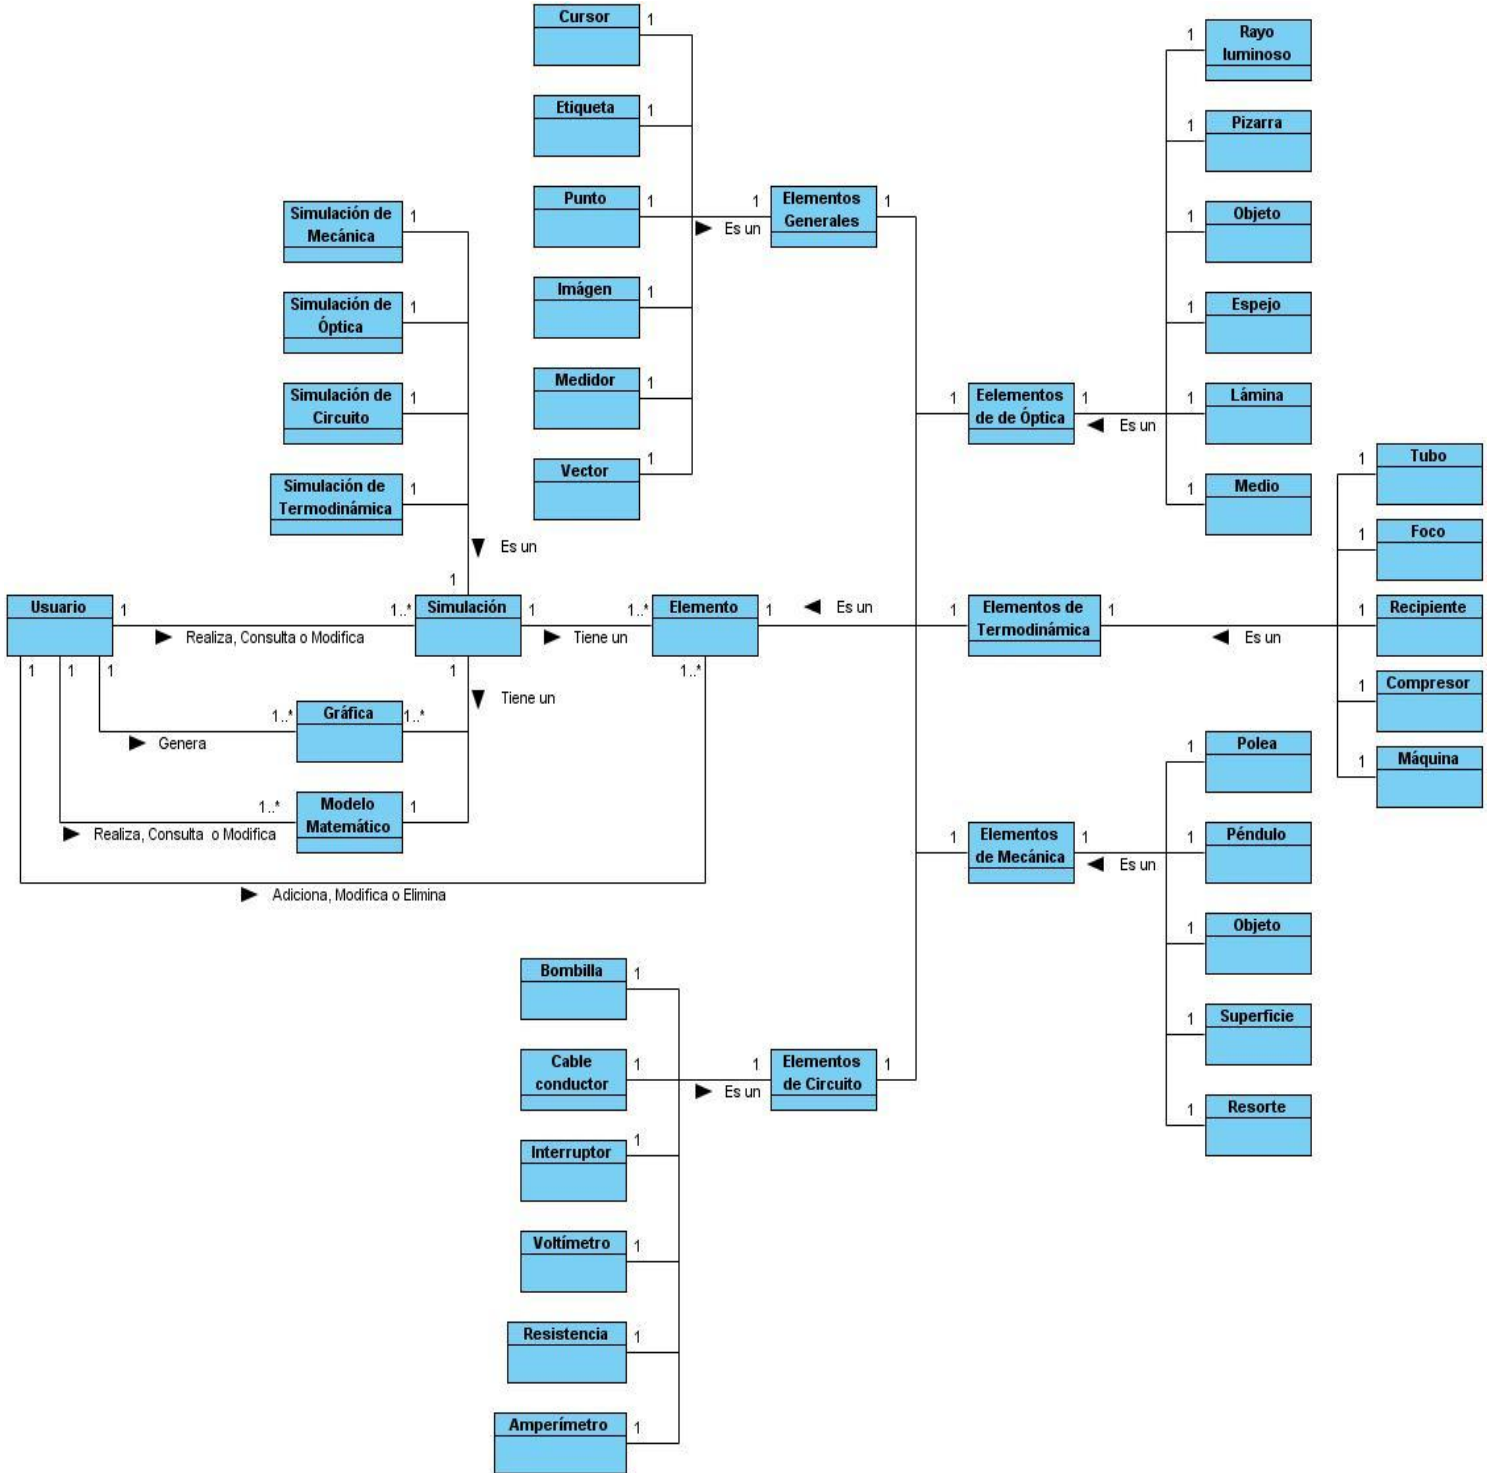 Cursor
1
Etiqueta
1
Punto
1
Imágen
1
Medidor
1
Vector
1
1
Elementos
Generales
1
Es un
Simulación de
Mecánica
1
Simulación de
Óptica
1
Simulación de
Circuito
1
Simulación de
Termodinámica
1
Es un
1
Rayo
luminoso
1
Pizarra
1
Objeto
1
Espejo
1
Lámina
1
Medio
1
1
Eelementos
de de Óptica
1
Es un
Tubo
1
Foco
1
Recipiente
1
Compresor
1
Máquina
1
Usuario
1
1..*
Realiza, Consulta o Modifica
Simulación
1
1..*
Tiene un
Elemento
1
Es un
1
Elementos de
Termodinámica
1
Es un
1
1
1
1
Tiene un
1..*
1..*
Gráfica
1..*
Genera
1..*
Modelo
Matemático
1
Realiza, Consulta  o Modifica
Adiciona, Modifica o Elimina
Polea
1
Péndulo
1
Objeto
1
Superficie
1
Resorte
1
1
Elementos
de Mecánica
1
Es un
Bombilla
1
Cable
conductor
1
Interruptor
1
Voltímetro
1
Resistencia
1
Amperímetro
1
1
Elementos
de Circuito
1
Es un